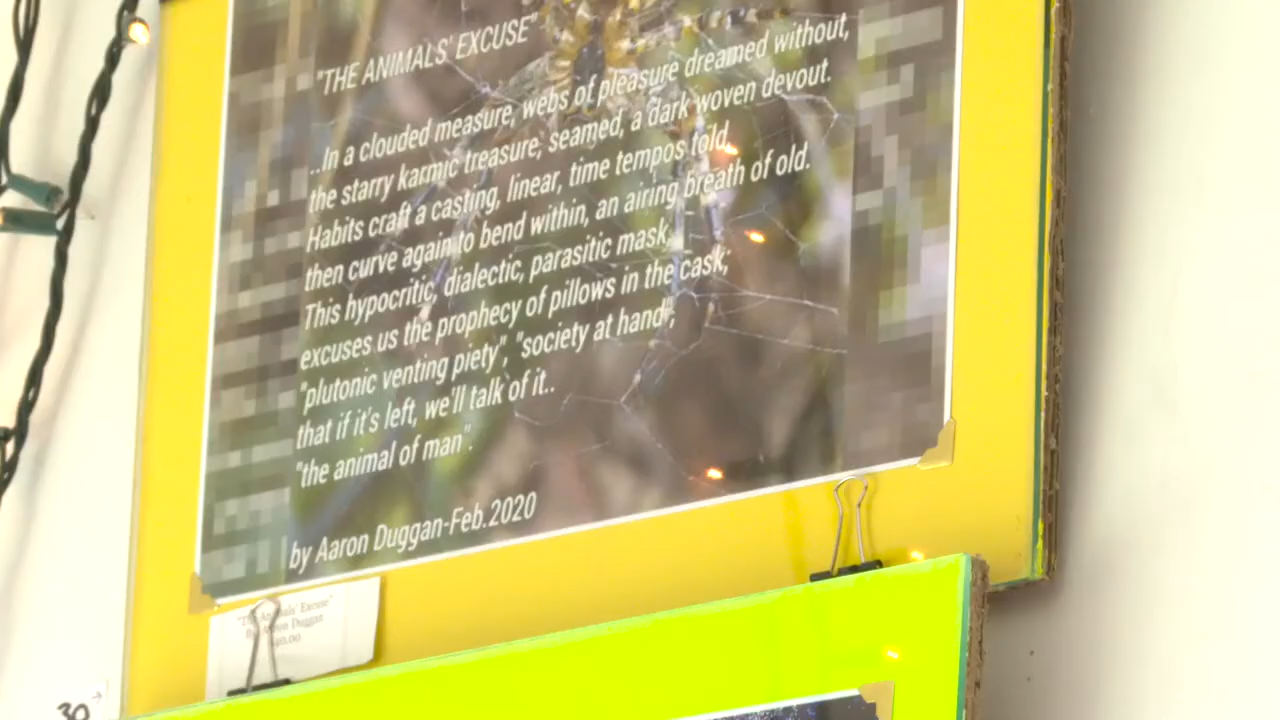 "THE ANIMALS' EXCUSE"
..In a clouded measure, webs of pleasure dreamed without,
the starry karmic treasure, seamed, a dark woven devout.
Habits craft a casting, linear, time tempos told,
then curve again to bend within, an airing breath of old.
This hypocritic, dialectic, parasitic mask,
excuses us the prophecy of pillows in the cask;
"plutonic venting piety", "society at hand",
that if it's left, we'll talk of it..
"the animal of man".
by Aaron Duggan-Feb.2020
Excuse"
Duggan
30